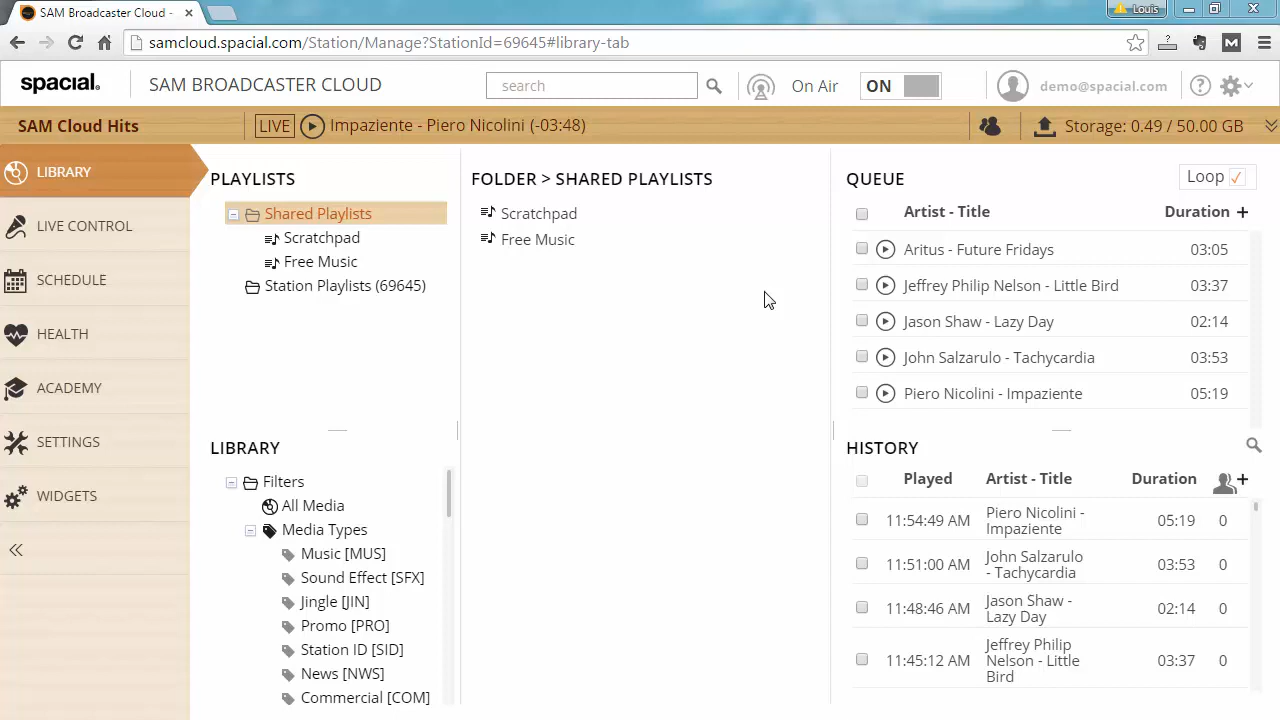 SAM Broadcaster Cloud -
Louis
samcloud.spacial.com/Station/Manage?StationId=69645#library-tab
spacial. SAM BROADCASTER CLOUD search On Air ON demo@spacial.com
SAM Cloud Hits LIVE Impaziente - Piero Nicolini (-03:48) Storage: 0.49 / 50.00 GB
LIBRARY
LIVE CONTROL
SCHEDULE
HEALTH
ACADEMY
SETTINGS
WIDGETS
PLAYLISTS
Shared Playlists
Scratchpad
Free Music
Station Playlists (69645)
LIBRARY
Filters
All Media
Media Types
Music [MUS]
Sound Effect [SFX]
Jingle [JIN]
Promo [PRO]
Station ID [SID]
News [NWS]
Commercial [COM]
FOLDER > SHARED PLAYLISTS
Scratchpad
Free Music
QUEUE Loop
Artist - Title Duration
Aritus - Future Fridays 03:05
Jeffrey Philip Nelson - Little Bird 03:37
Jason Shaw - Lazy Day 02:14
John Salzarulo - Tachycardia 03:53
Piero Nicolini - Impaziente 05:19
HISTORY
Played Artist - Title Duration
11:54:49 AM Piero Nicolini - 05:19 0
Impaziente
11:51:00 AM John Salzarulo 03:53 0
- Tachycardia
11:48:46 AM Jason Shaw - 02:14 0
Lazy Day
11:45:12 AM Jeffrey Philip 03:37 0
Nelson - Little
Bird